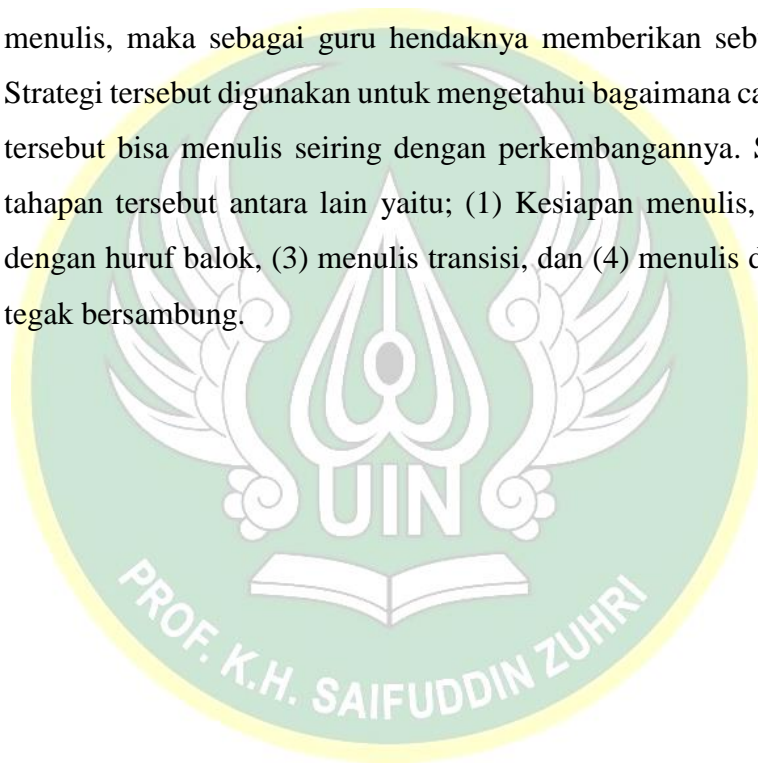 menulis, maka sebagai guru hendaknya memberikan
Strategi tersebut digunakan untuk mengetahui bagaimana
tersebut bisa menulis seiring dengan perkembangannya.
tahapan tersebut antara lain yaitu; (1) Kesiapan menulis,
dengan huruf balok, (3) menulis transisi, dan (4) menulis
tegak bersambung.
UIN
PROF. K.H. SAIFUDDIN ZUHRI